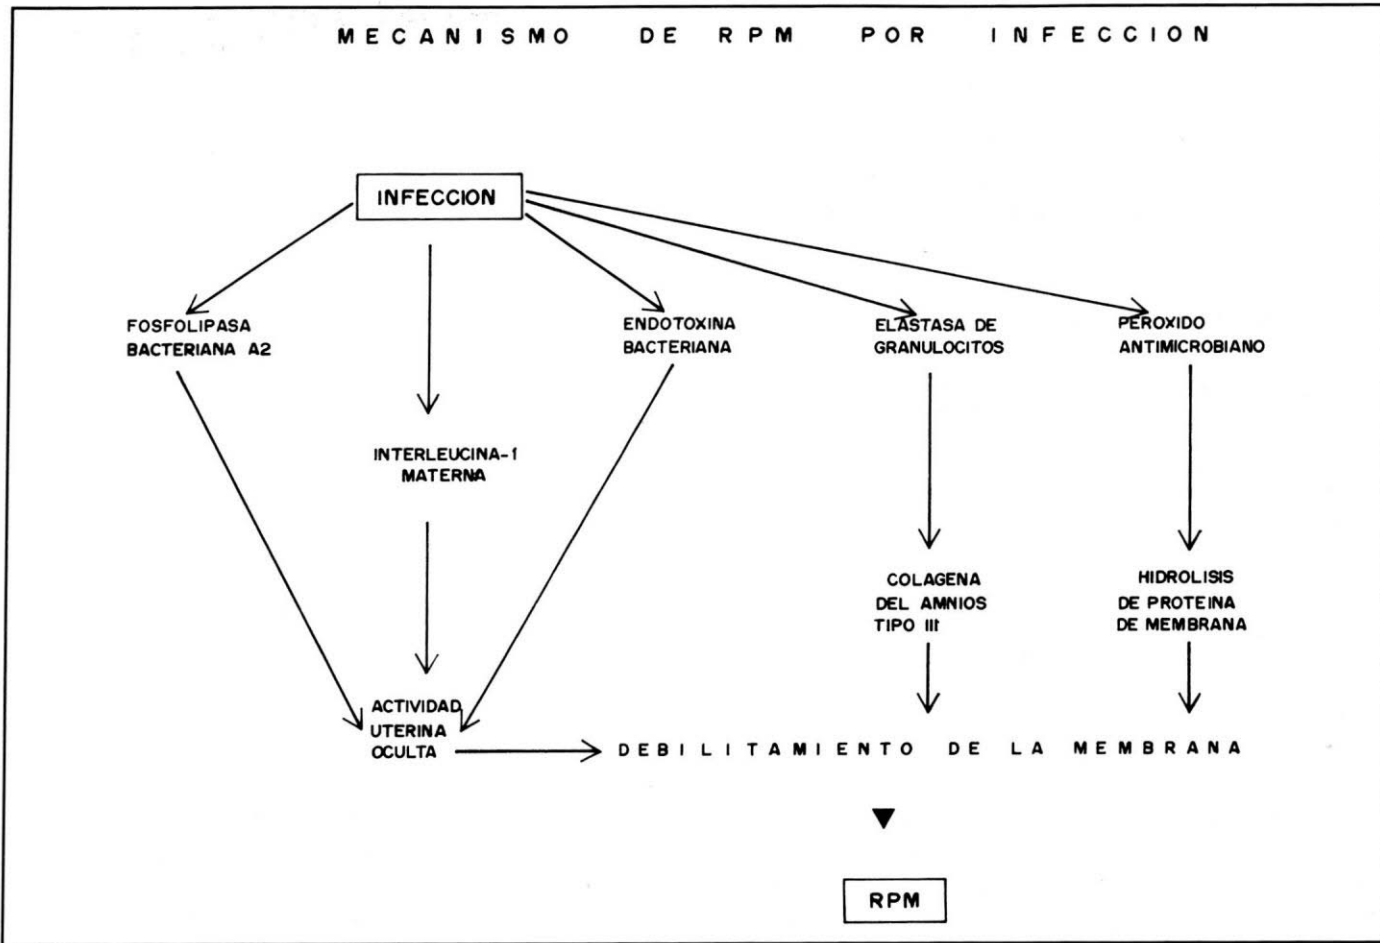 MECANISMO DE RPM POR INFECCION
INFECCION
FOSFOLIPASA
BACTERIANA A2
ENDOTOXINA
BACTERIANA
ELASTASA DE
GRANULOCITOS
PEROXIDO
ANTIMICROBIANO
INTERLEUCINA-1
MATERNA
COLAGENA
DEL AMNIOS
TIPO III
HIDROLISIS
DE PROTEINA
DE MEMBRANA
ACTIVIDAD
UTERINA
OCULTA
DEBILITAMIENTO DE LA MEMBRANA
RPM